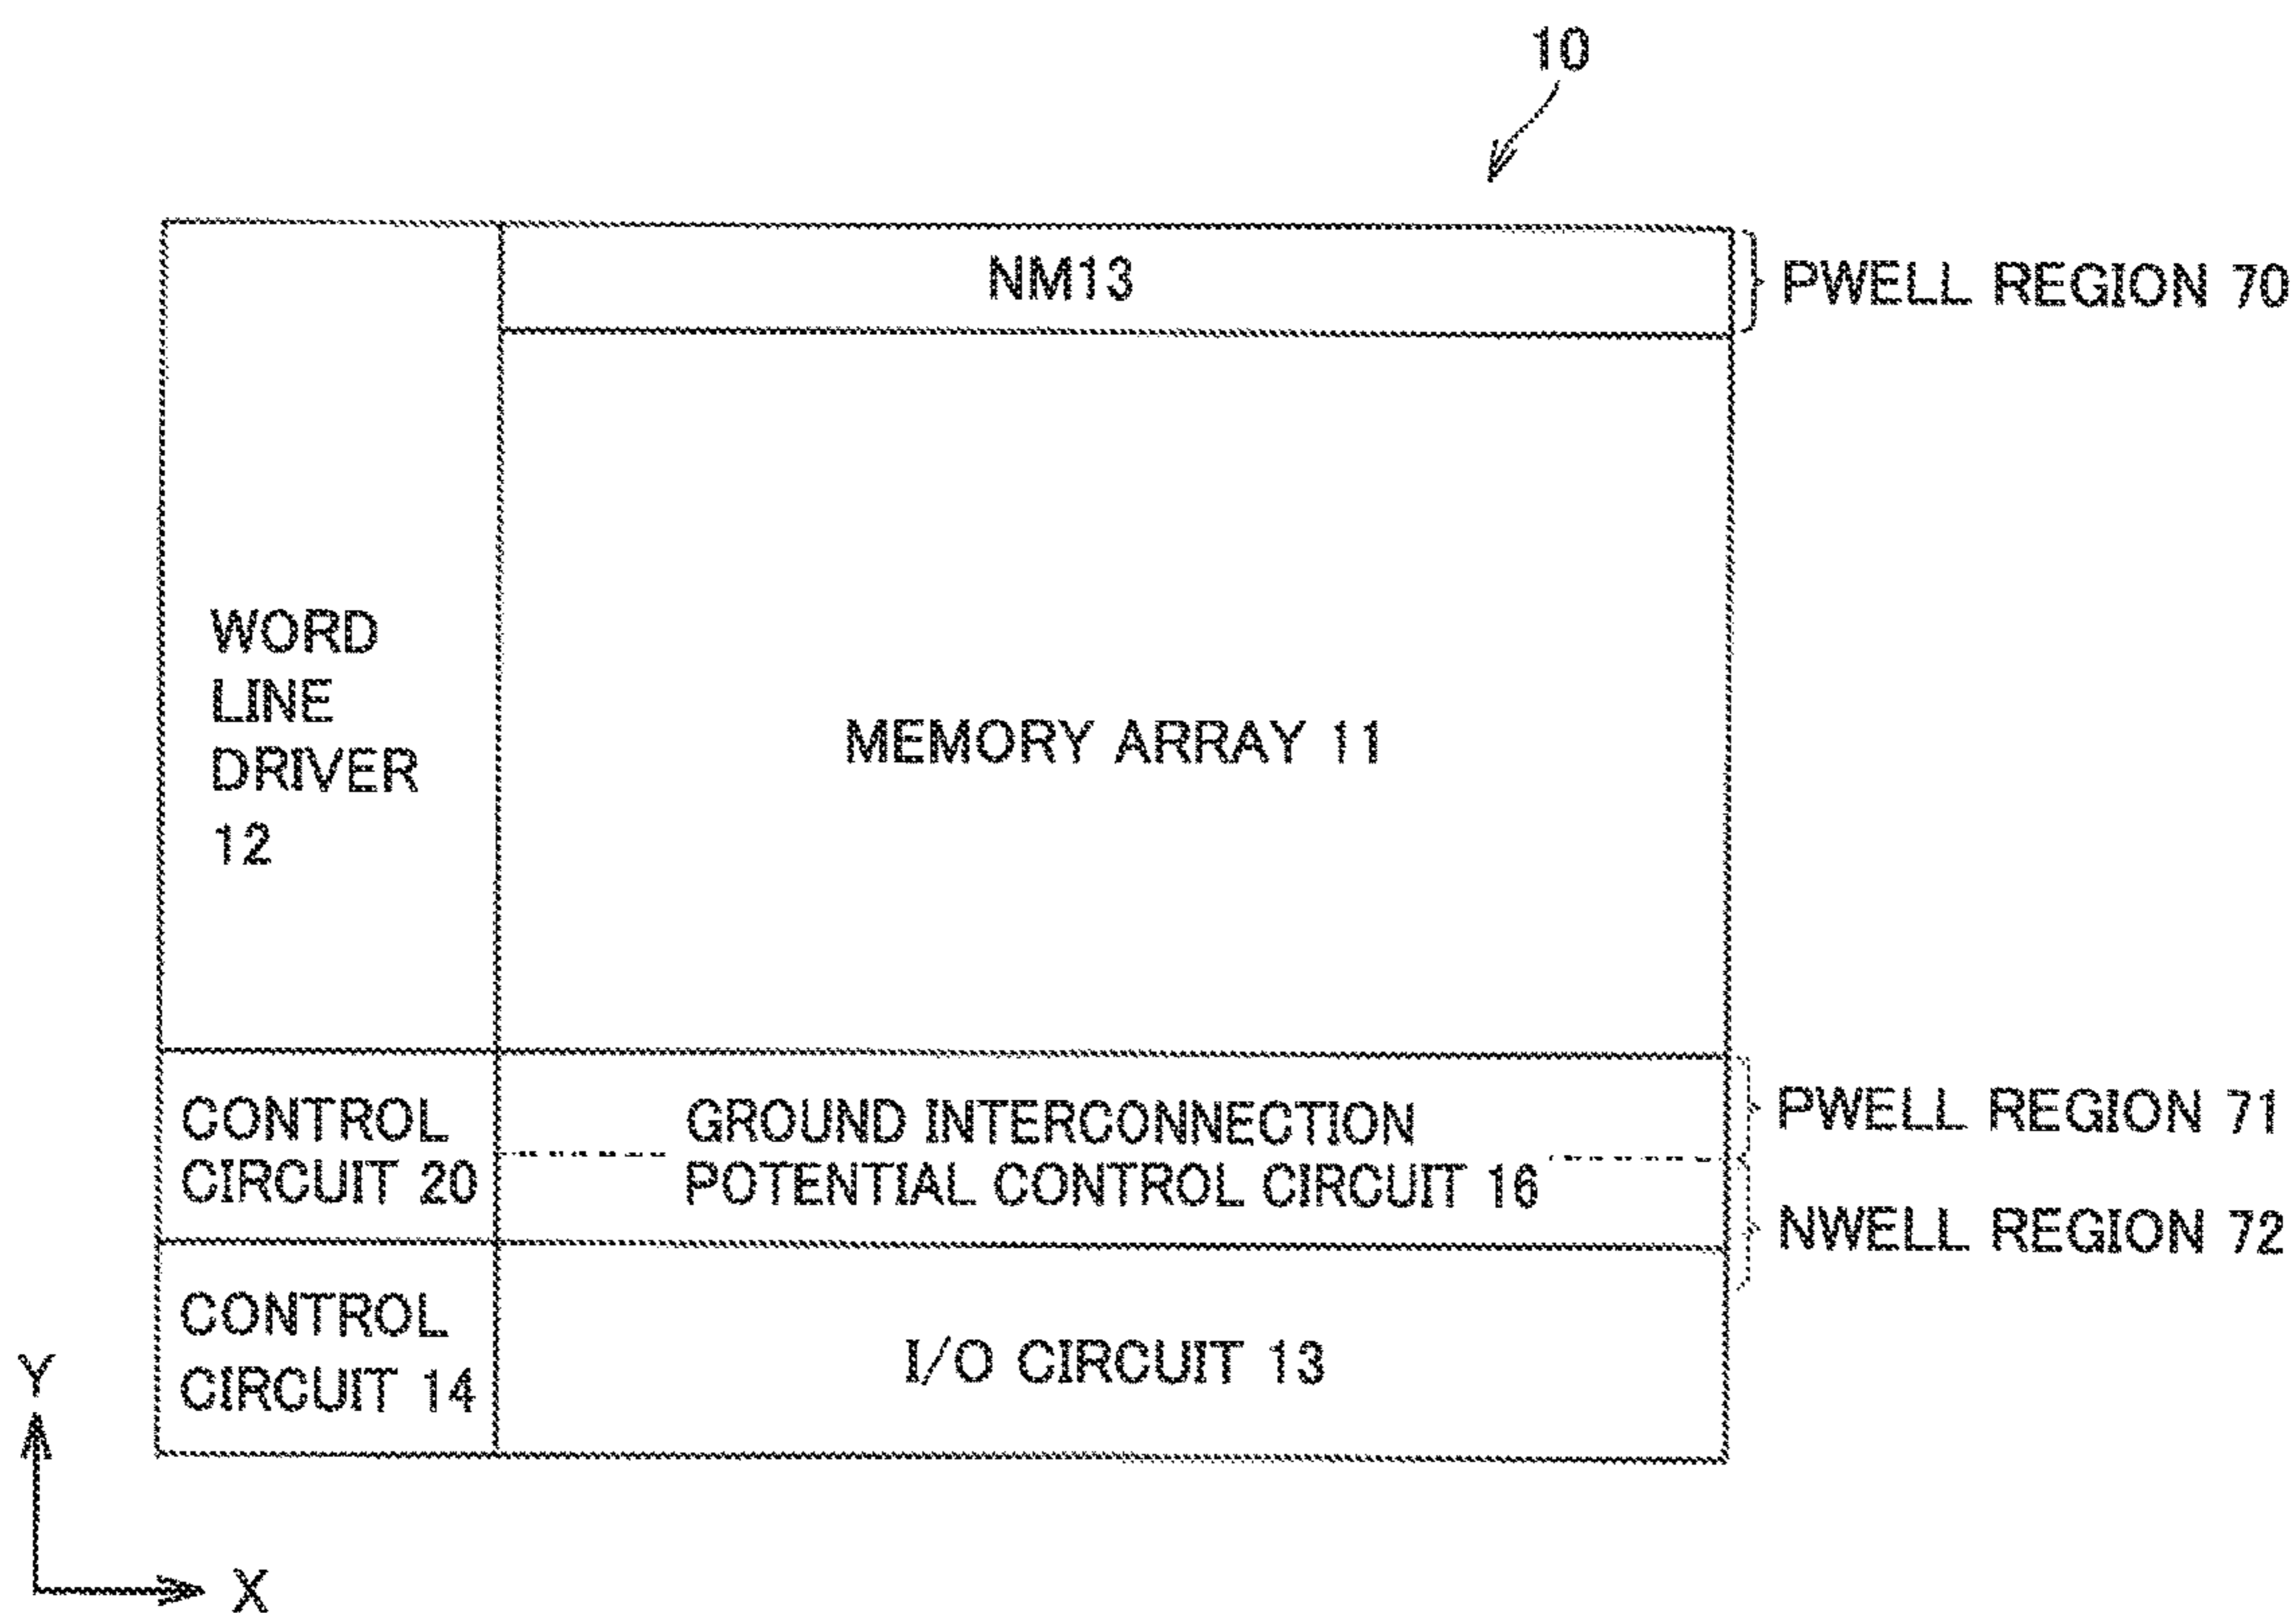 10
NM13
PWELL REGION 70
WORD
LINE
DRIVER
12
MEMORY ARRAY 11
CONTROL
CIRCUIT 20
GROUND INTERCONNECTION
POTENTIAL CONTROL CIRCUIT 16
PWELL REGION 71
NWELL REGION 72
CONTROL
CIRCUIT 14
I/O CIRCUIT 13
Y
X